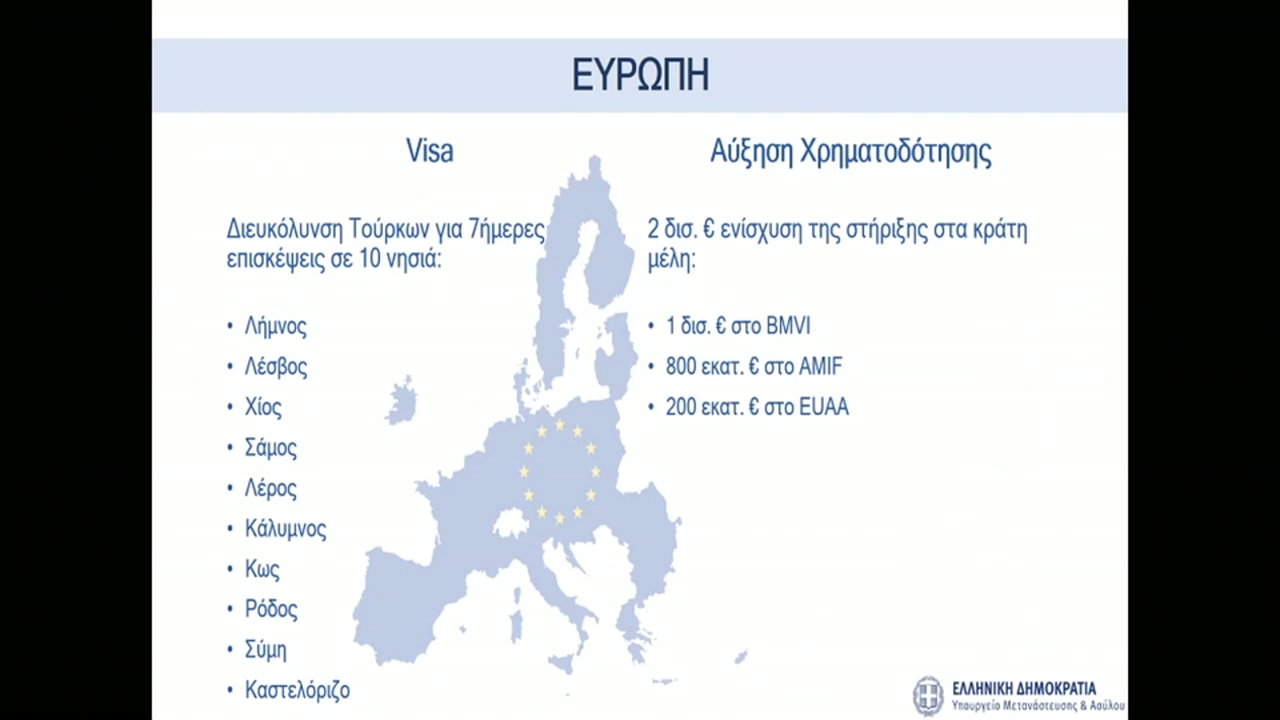 ΕΥΡΩΠΗ
Visa
Διευκόλυνση Τούρκων για 7ήμερες
επισκέψεις σε 10 νησιά:
• Λήμνος
• Λέσβος
• Χίος
• Σάμος
• Λέρος
• Κάλυμνος
• Κως
• Ρόδος
• Σύμη
• Καστελόριζο
Αύξηση Χρηματοδότησης
2 δισ. € ενίσχυση της στήριξης στα κράτη
μέλη:
• 1 δισ. € στο BMVI
• 800 εκατ. € στο AMIF
• 200 εκατ. € στο EUAA
ΕΛΛΗΝΙΚΗ ΔΗΜΟΚΡΑΤΙΑ
Υπουργείο Μετανάστευσης & Ασύλου